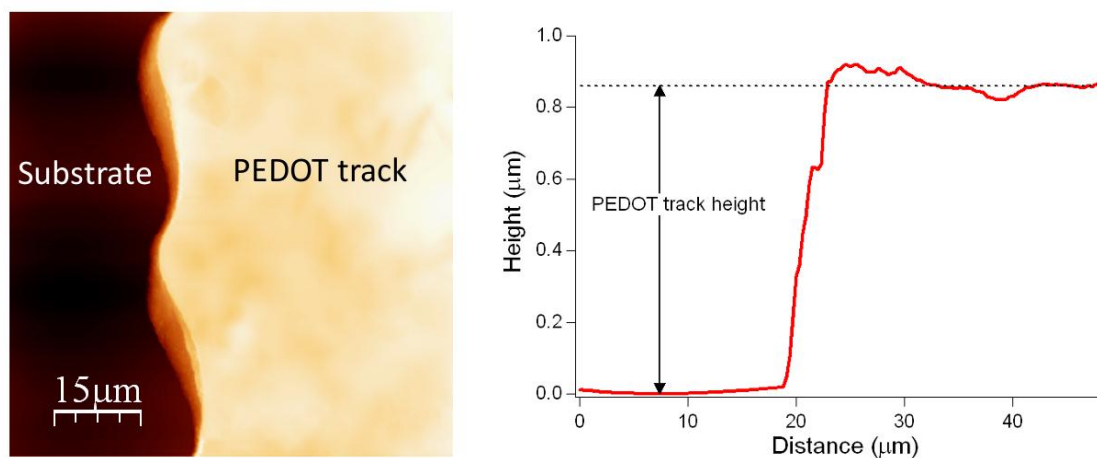 Substrate
PEDOT track
15μm
Height (μm)
1.0
0.8
0.6
0.4
0.2
0.0
PEDOT track height
0
10
20
30
40
Distance (μm)